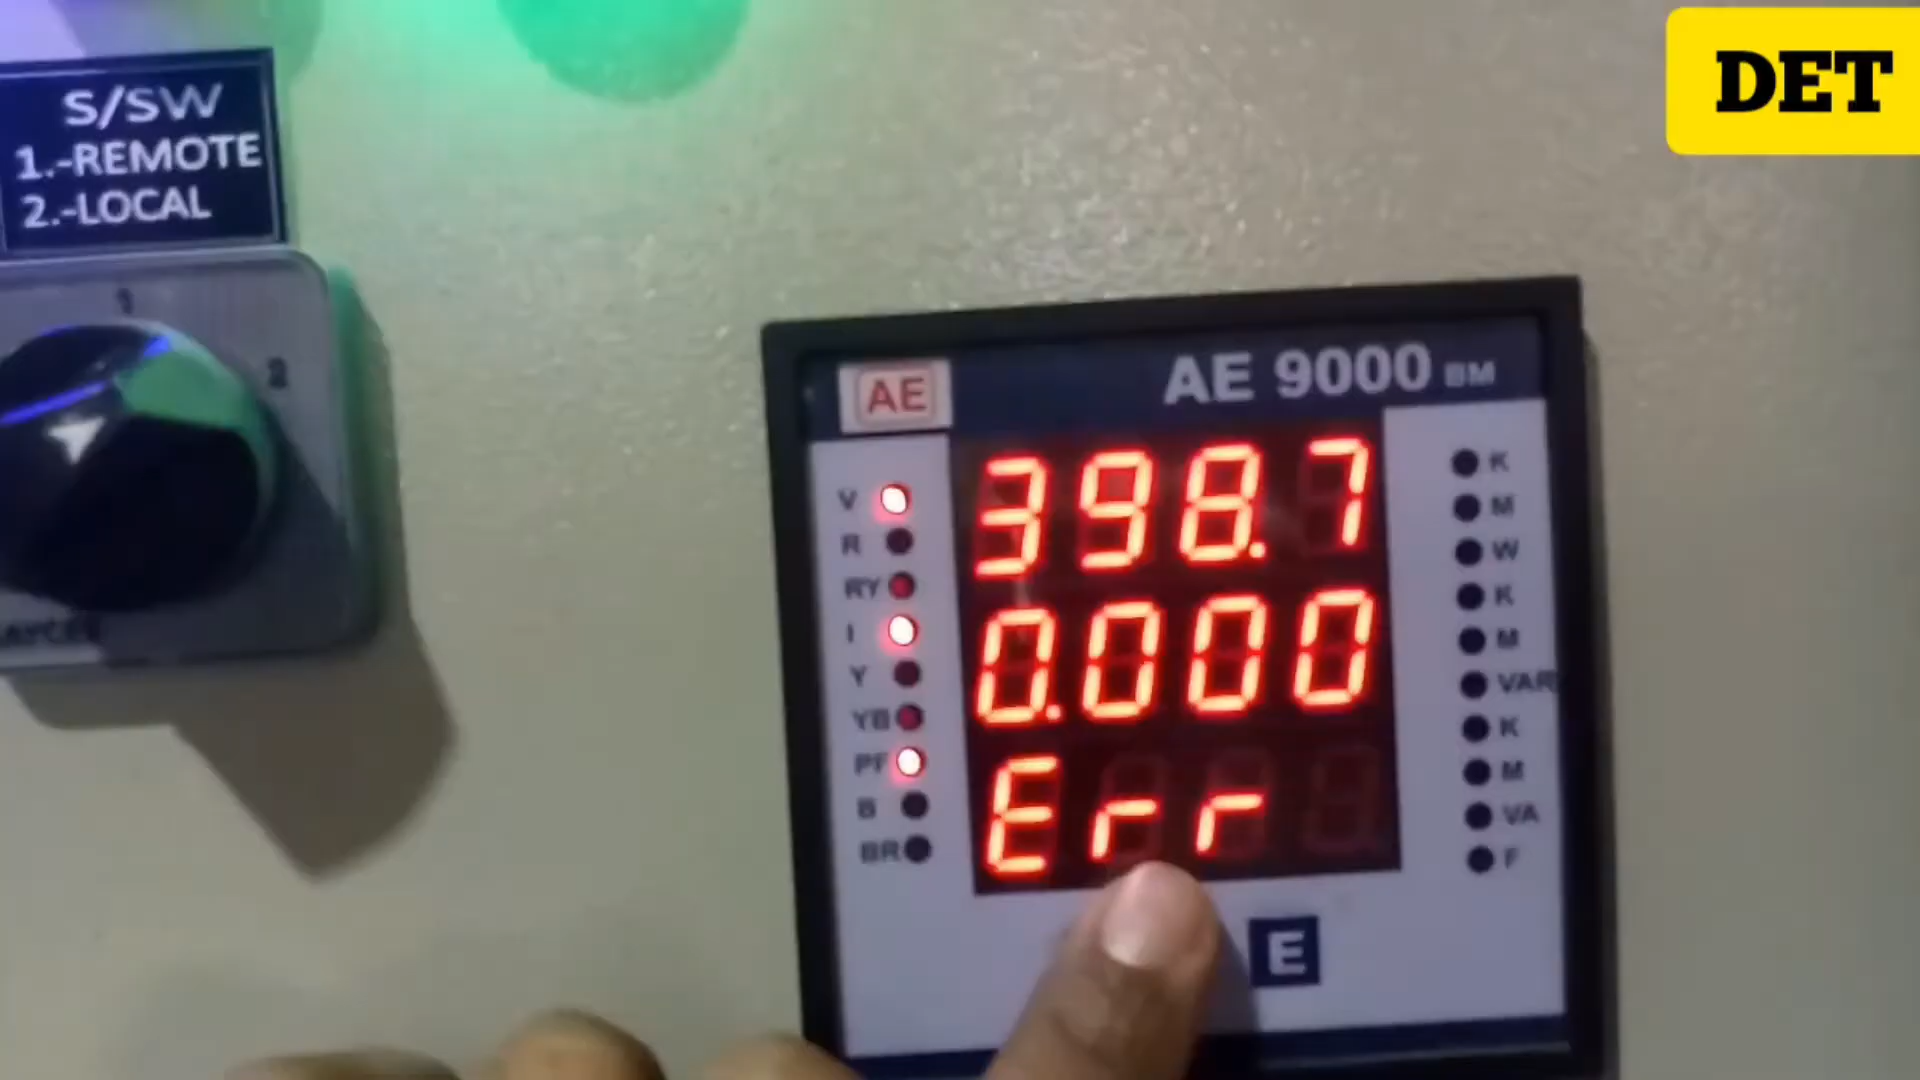 DET
S/SW
1.-REMOTE
2.-LOCAL
1
2
AE
AE 9000 BM
398.7
0.000
Err
V
R
RY
I
Y
YB
PF
B
BR
K
M
W
K
M
VAR
K
M
VA
F
E